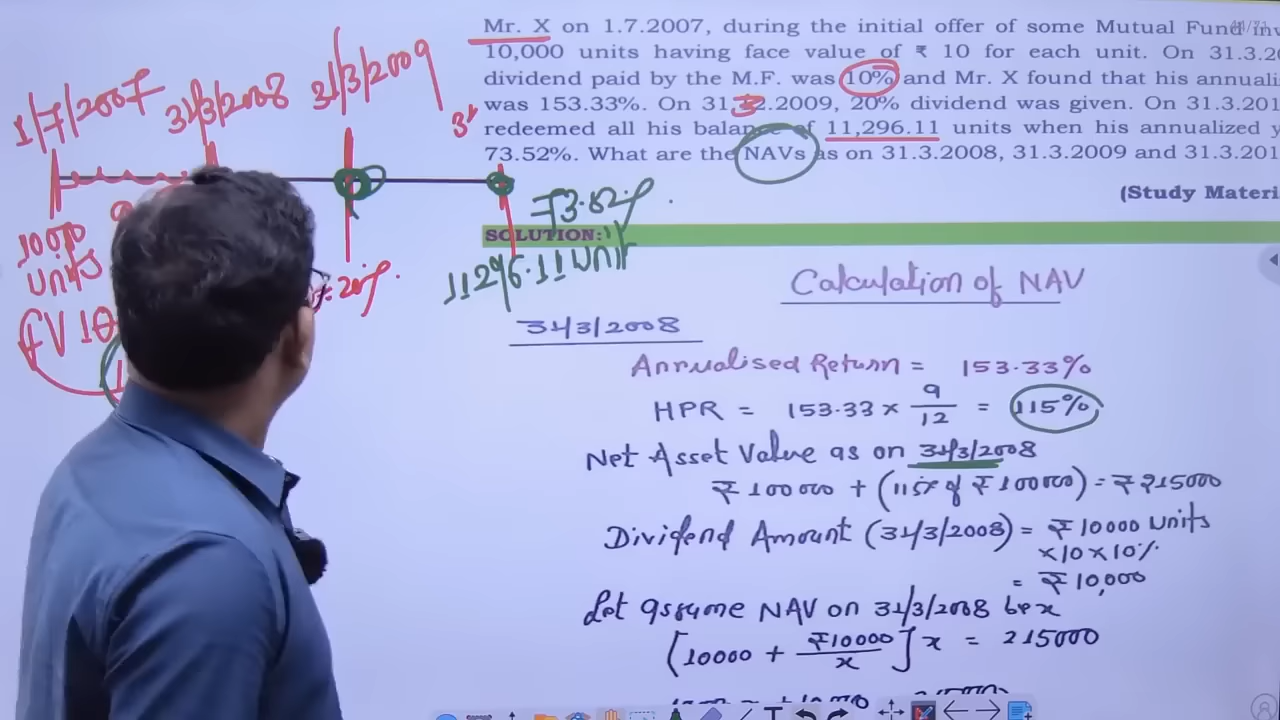 Mr. X on 1.7.2007, during the initial offer of some Mutual Fund inv
10,000 units having face value of ₹ 10 for each unit. On 31.3.2
dividend paid by the M.F. was 10% and Mr. X found that his annuali
was 153.33%. On 31.3.2009, 20% dividend was given. On 31.3.201
redeemed all his balance of 11,296.11 units when his annualized y
73.52%. What are the NAVs as on 31.3.2008, 31.3.2009 and 31.3.201
(Study Materi
SOLUTION:
1/7/2007
31/3/2008
31/3/2009
units
FV 10
20%.
73.52%.
11296.11 unit
Calculation of NAV
31/3/2008
Annualised Return = 153.33%
HPR = 153.33 × 9/12 = 115%
Net Asset Value as on 31/3/2008
₹100000 + (115% of ₹100000) = ₹215000
Dividend Amount (31/3/2008) = ₹10000 units
×10×10%
= ₹10,000
Let assume NAV on 31/3/2008 be x
[10000 + ₹10000/x] x = 215000